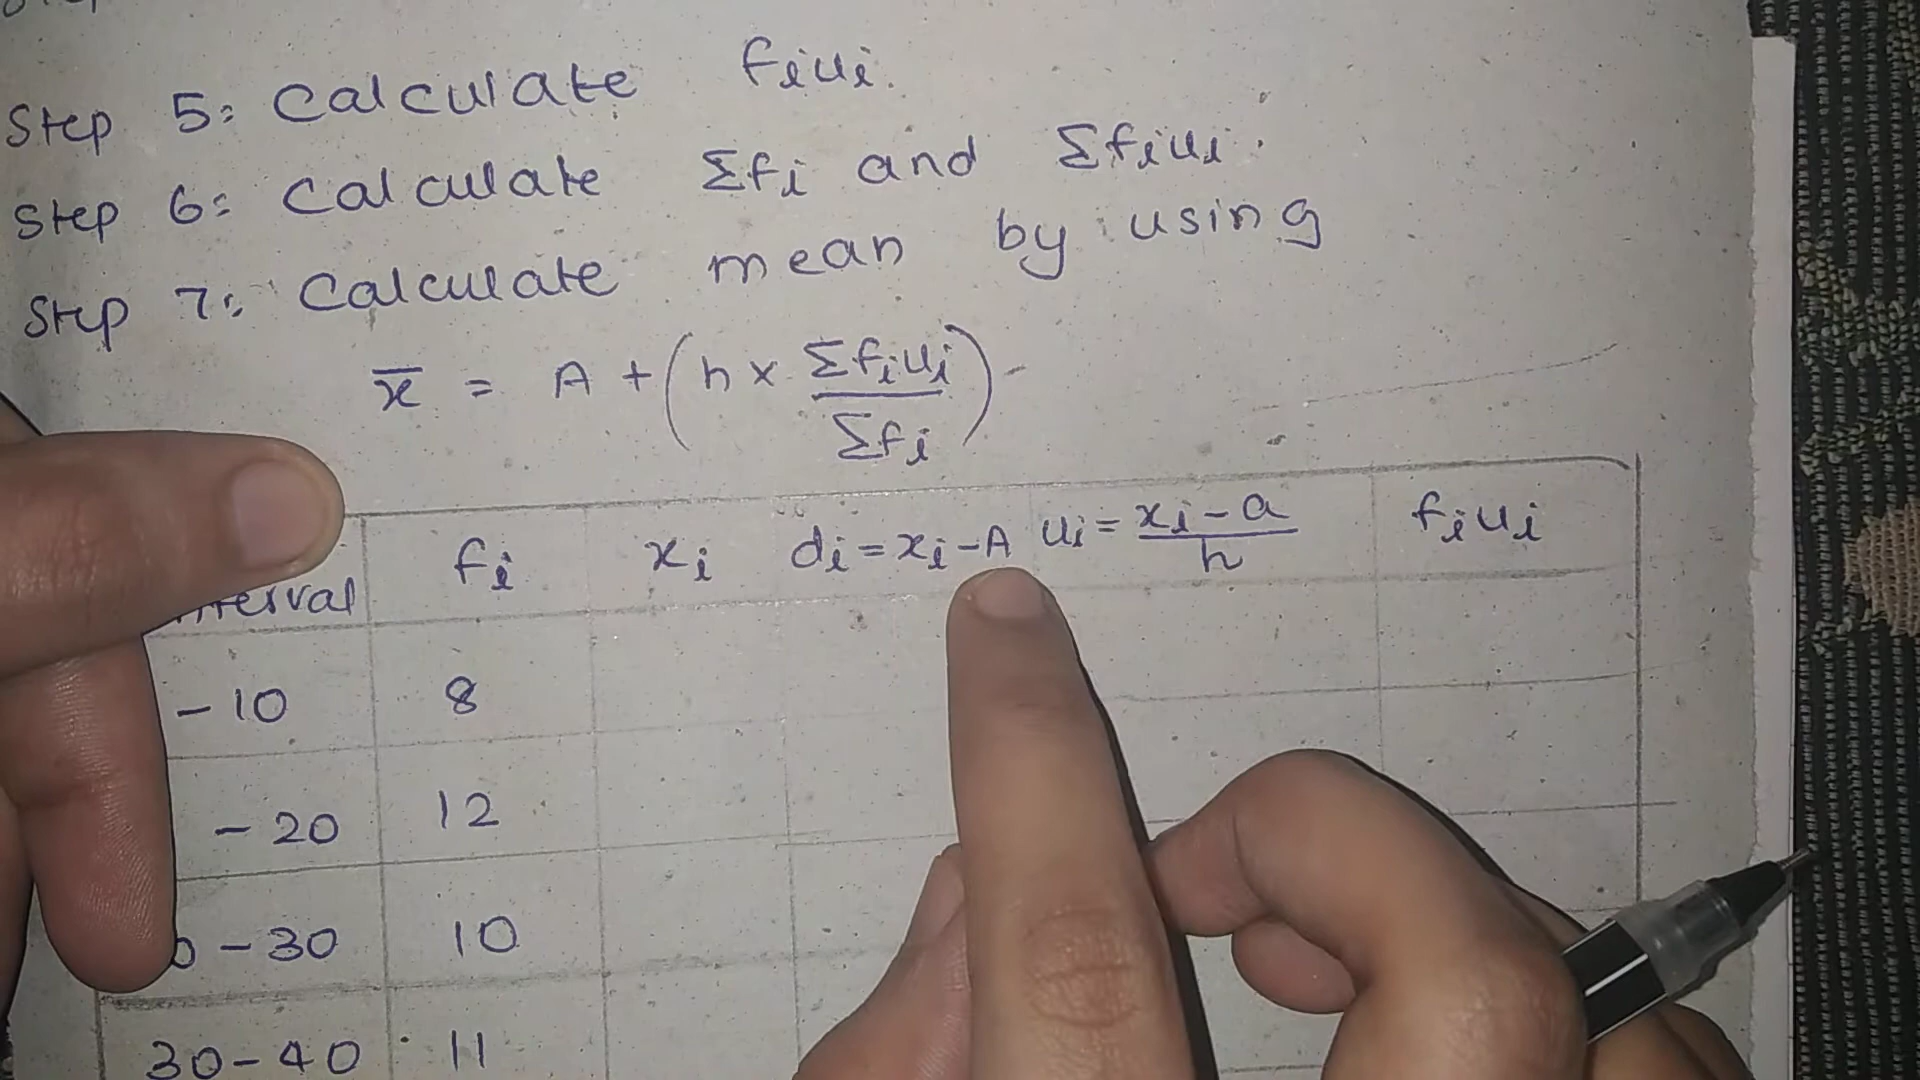 Step 5: Calculate fiui.
Step 6: Calculate Σfi and Σfiui.
Step 7: Calculate mean by using
x̄ = A + (h × Σfiui / Σfi)
fi xi di = xi - A ui = xi - a / h fiui
- 10 8
- 20 12
- 30 10
30 - 40 11